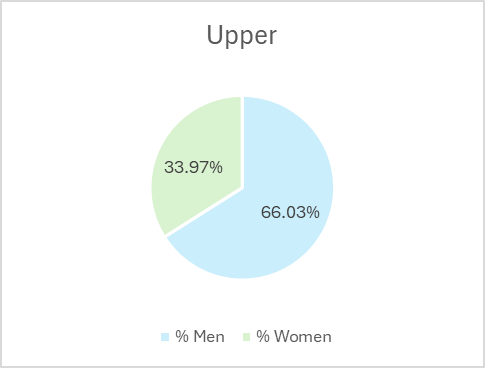 Upper
33.97%
66.03%
% Men
% Women